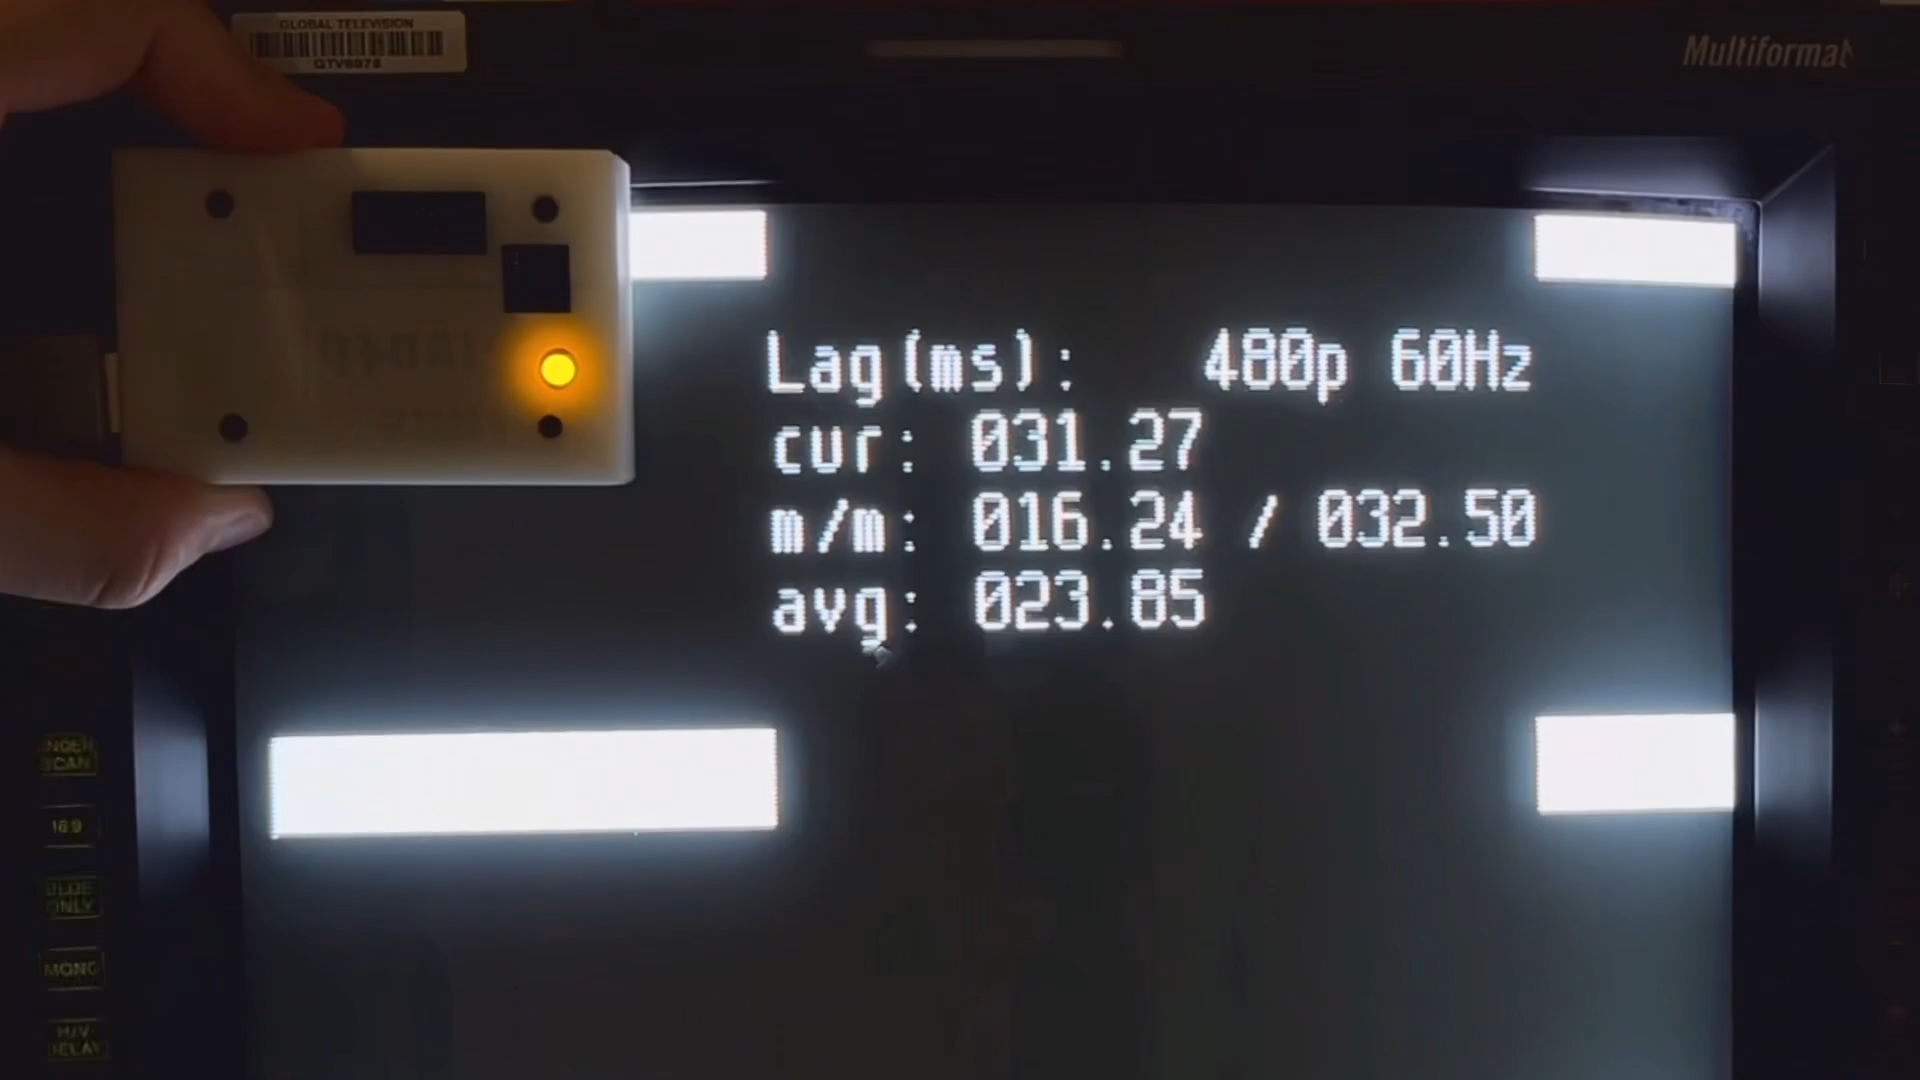 GLOBAL TELEVISION
Multiformat
Lag(ms): 480p 60Hz
cur: 031.27
m/m: 016.24 / 032.50
avg: 023.85
UNDER
SCAN
16:9
BLUE
ONLY
MONO
H/V
DELAY